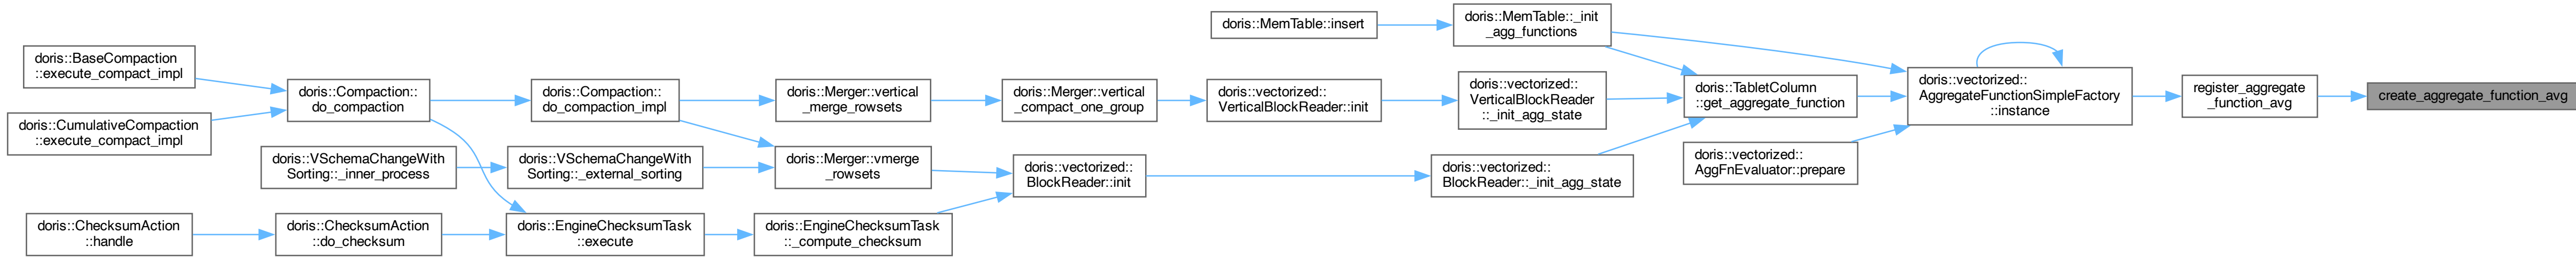 doris::BaseCompaction
::execute_compact_impl
doris::CumulativeCompaction
::execute_compact_impl
doris::Compaction::
do_compaction
doris::VSchemaChangeWith
Sorting::_inner_process
doris::ChecksumAction
::handle
doris::ChecksumAction
::do_checksum
doris::Compaction::
do_compaction_impl
doris::VSchemaChangeWith
Sorting::_external_sorting
doris::EngineChecksumTask
::execute
doris::Merger::vertical
_merge_rowsets
doris::Merger::vmerge
_rowsets
doris::EngineChecksumTask
::_compute_checksum
doris::Merger::vertical
_compact_one_group
doris::vectorized::
BlockReader::init
doris::MemTable::insert
doris::vectorized::
VerticalBlockReader::init
doris::MemTable::_init
_agg_functions
doris::vectorized::
VerticalBlockReader
::_init_agg_state
doris::vectorized::
BlockReader::_init_agg_state
doris::TabletColumn
::get_aggregate_function
doris::vectorized::
AggFnEvaluator::prepare
doris::vectorized::
AggregateFunctionSimpleFactory
::instance
register_aggregate
_function_avg
create_aggregate_function_avg